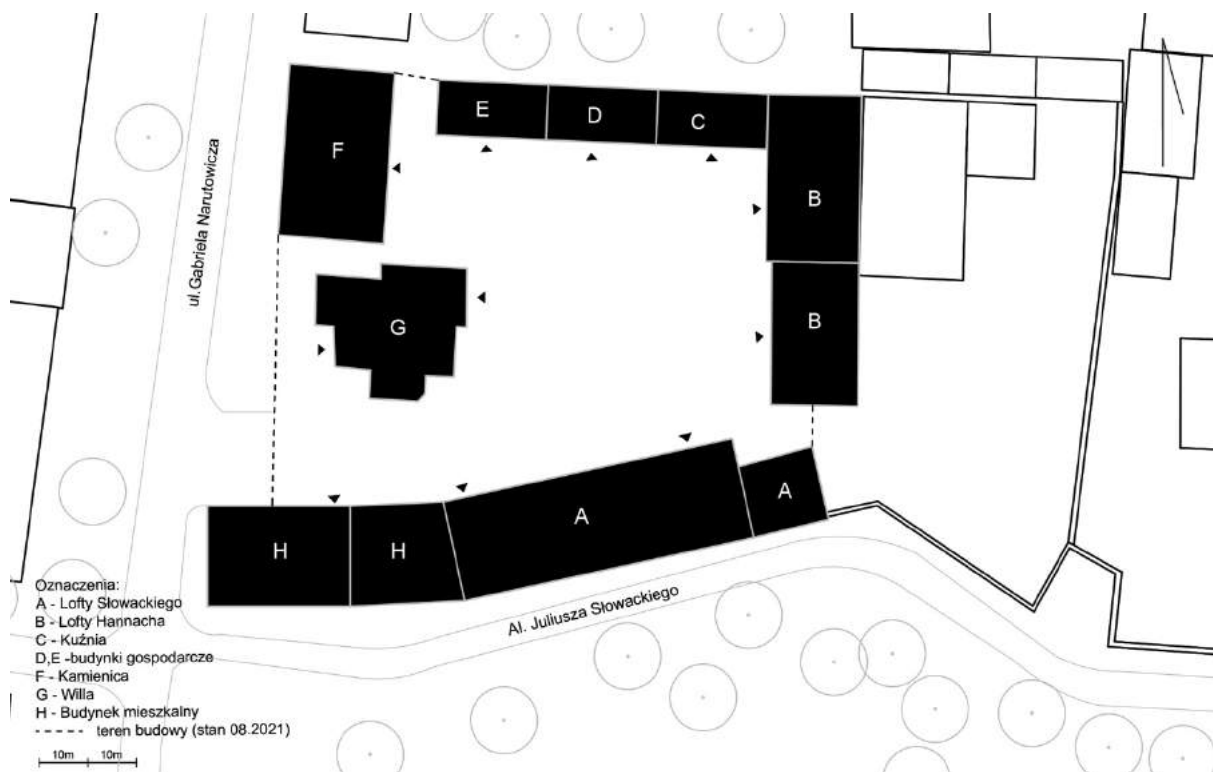 F
E
D
C
B
ul.Gabriela Narutowicza
G
B
A
A
H
H
Al. Juliusza Słowackiego
Oznaczenia:
A - Lofty Słowackiego
B - Lofty Hannacha
C - Kuźnia
D,E -budynki gospodarcze
F - Kamienica
G - Willa
H - Budynek mieszkalny
teren budowy (stan 08.2021)
10m 10m